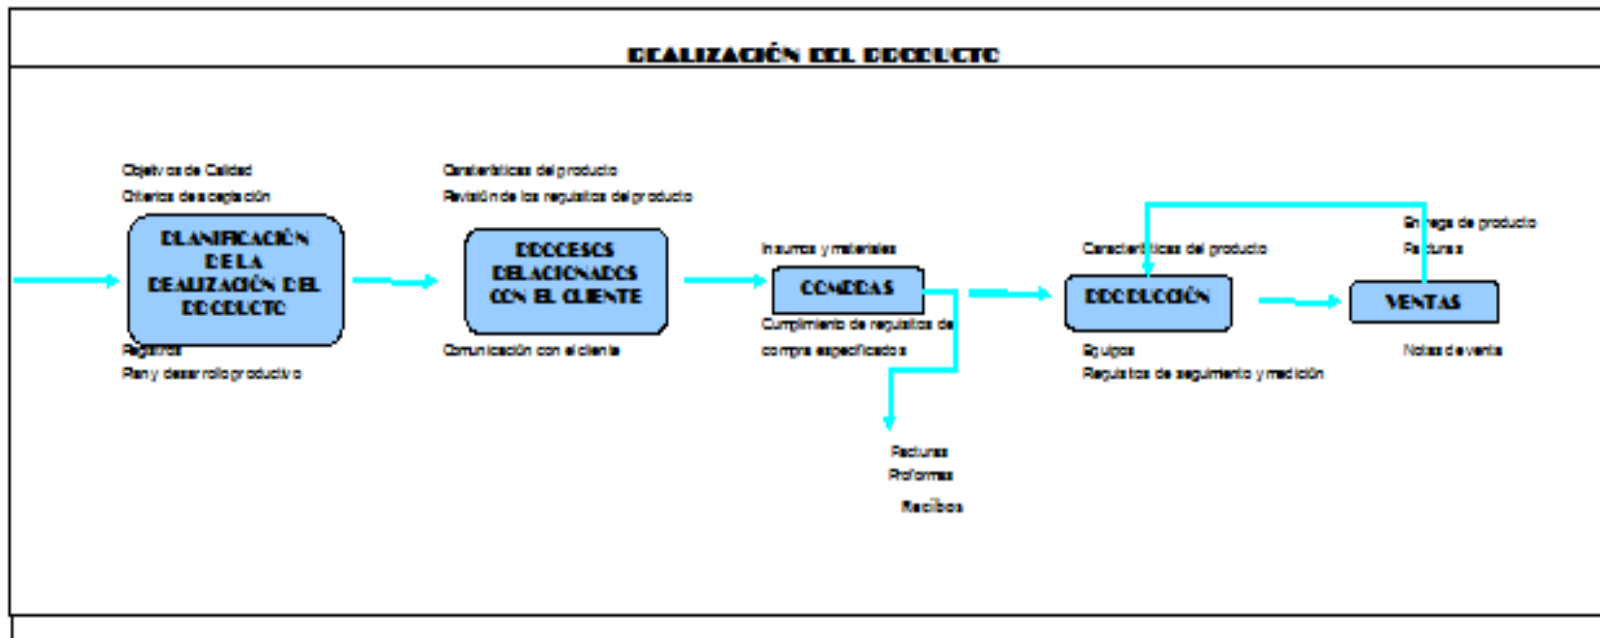 REALIZACIÓN DEL PRODUCTO
Objetivos de Calidad
Criterios de aceptación
PLANIFICACIÓN
DE LA
REALIZACIÓN DEL
PRODUCTO
Registros
Plan y desarrollo productivo
Características del producto
Revisión de los requisitos del producto
PROCESOS
RELACIONADOS
CON EL CLIENTE
Comunicación con el cliente
Insumos y materiales
COMPRAS
Cumplimiento de requisitos de
compra especificados
Facturas
Proformas
Recibos
Características del producto
PRODUCCIÓN
Equipos
Requisitos de seguimiento y medición
Entrega de producto
Facturas
VENTAS
Notas de venta